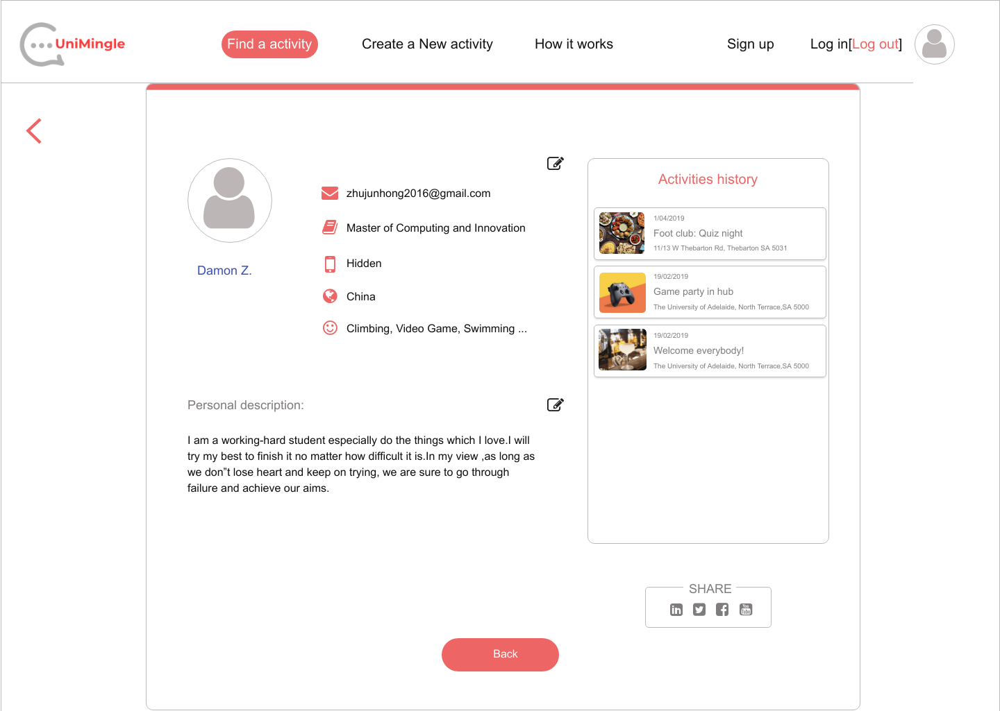 UniMingle
Find a activity
Create a New activity
How it works
Sign up
Log in[Log out]
zhujunhong2016@gmail.com
Master of Computing and Innovation
Hidden
China
Climbing, Video Game, Swimming ...
Damon Z.
Personal description:
I am a working-hard student especially do the things which I love.I will
try my best to finish it no matter how difficult it is.In my view ,as long as
we don”t lose heart and keep on trying, we are sure to go through
failure and achieve our aims.
Activities history
1/04/2019
Foot club: Quiz night
11/13 W Thebarton Rd, Thebarton SA 5031
19/02/2019
Game party in hub
The University of Adelaide, North Terrace,SA 5000
19/02/2019
Welcome everybody!
The University of Adelaide, North Terrace,SA 5000
SHARE
in
You
Tube
Back